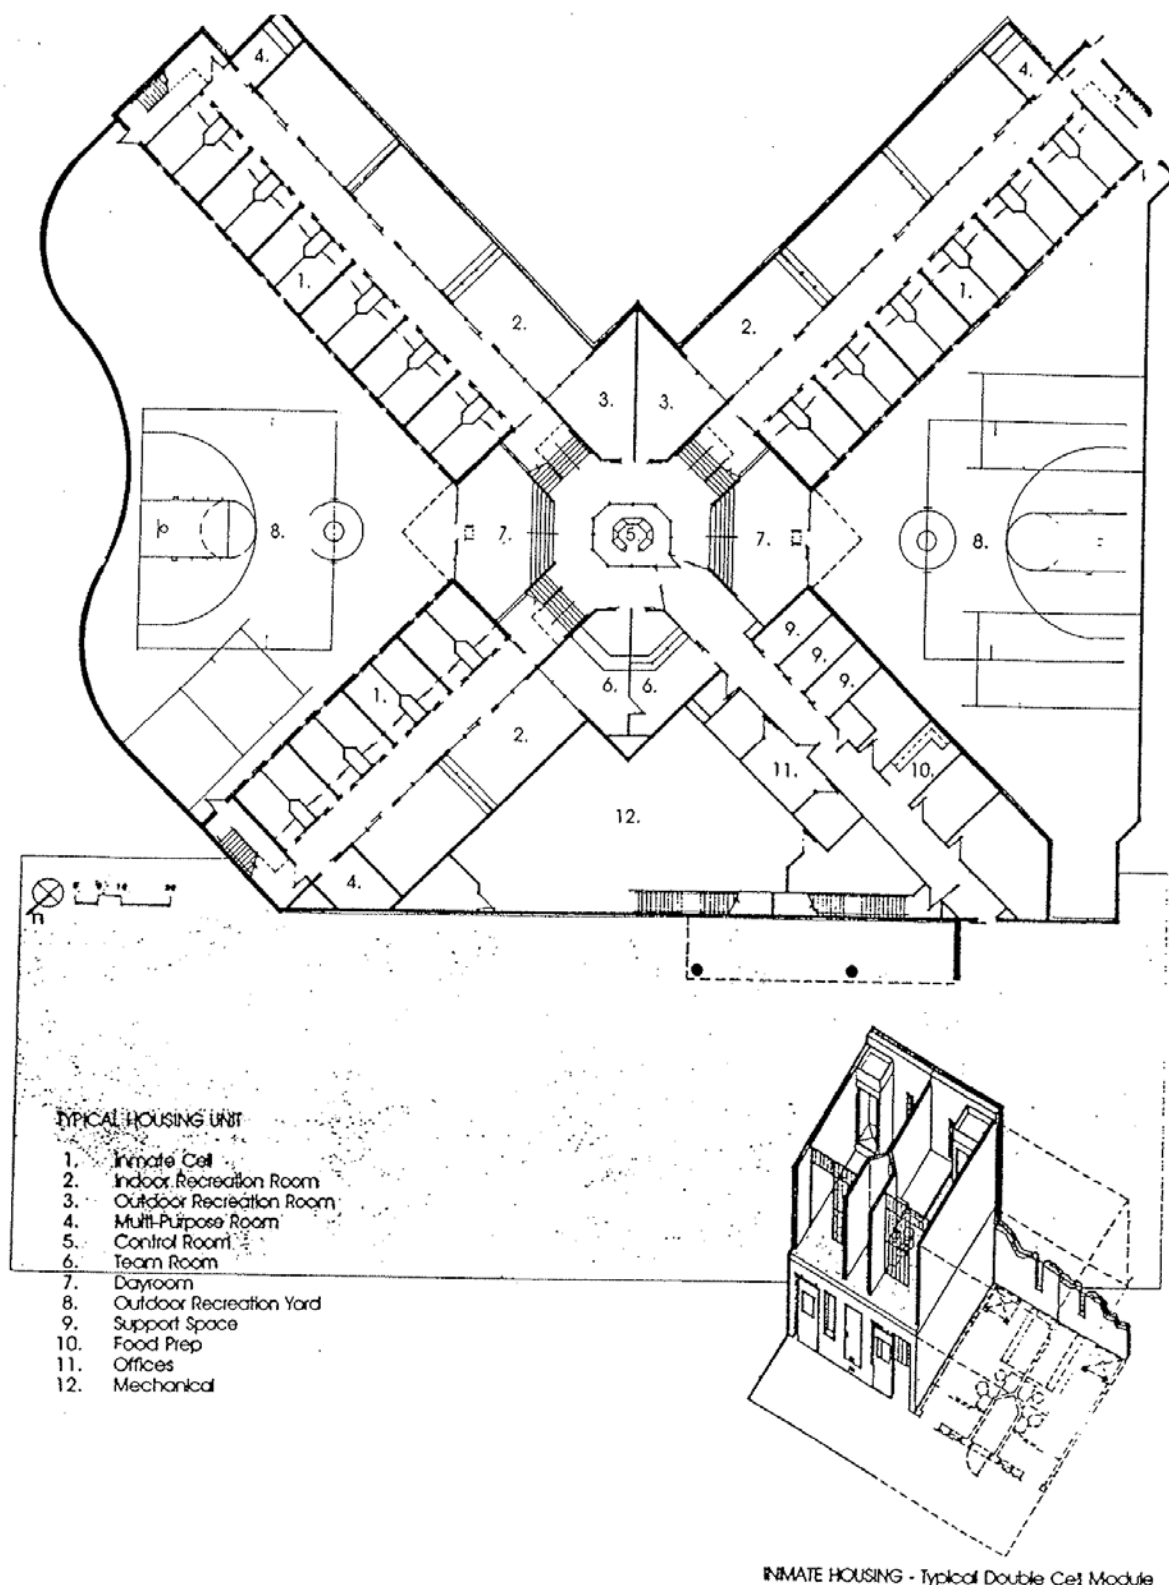 4.
4.
1.
1.
2.
2.
3.
3.
8.
7.
5.
7.
8.
9.
9.
9.
1.
6.
6.
2.
11.
10.
12.
4.
n
TYPICAL HOUSING UNIT
1. Inmate Cell
2. Indoor Recreation Room
3. Outdoor Recreation Room
4. Multi-Purpose Room
5. Control Room
6. Team Room
7. Dayroom
8. Outdoor Recreation Yard
9. Support Space
10. Food Prep
11. Offices
12. Mechanical
INMATE HOUSING - Typical Double Cell Module